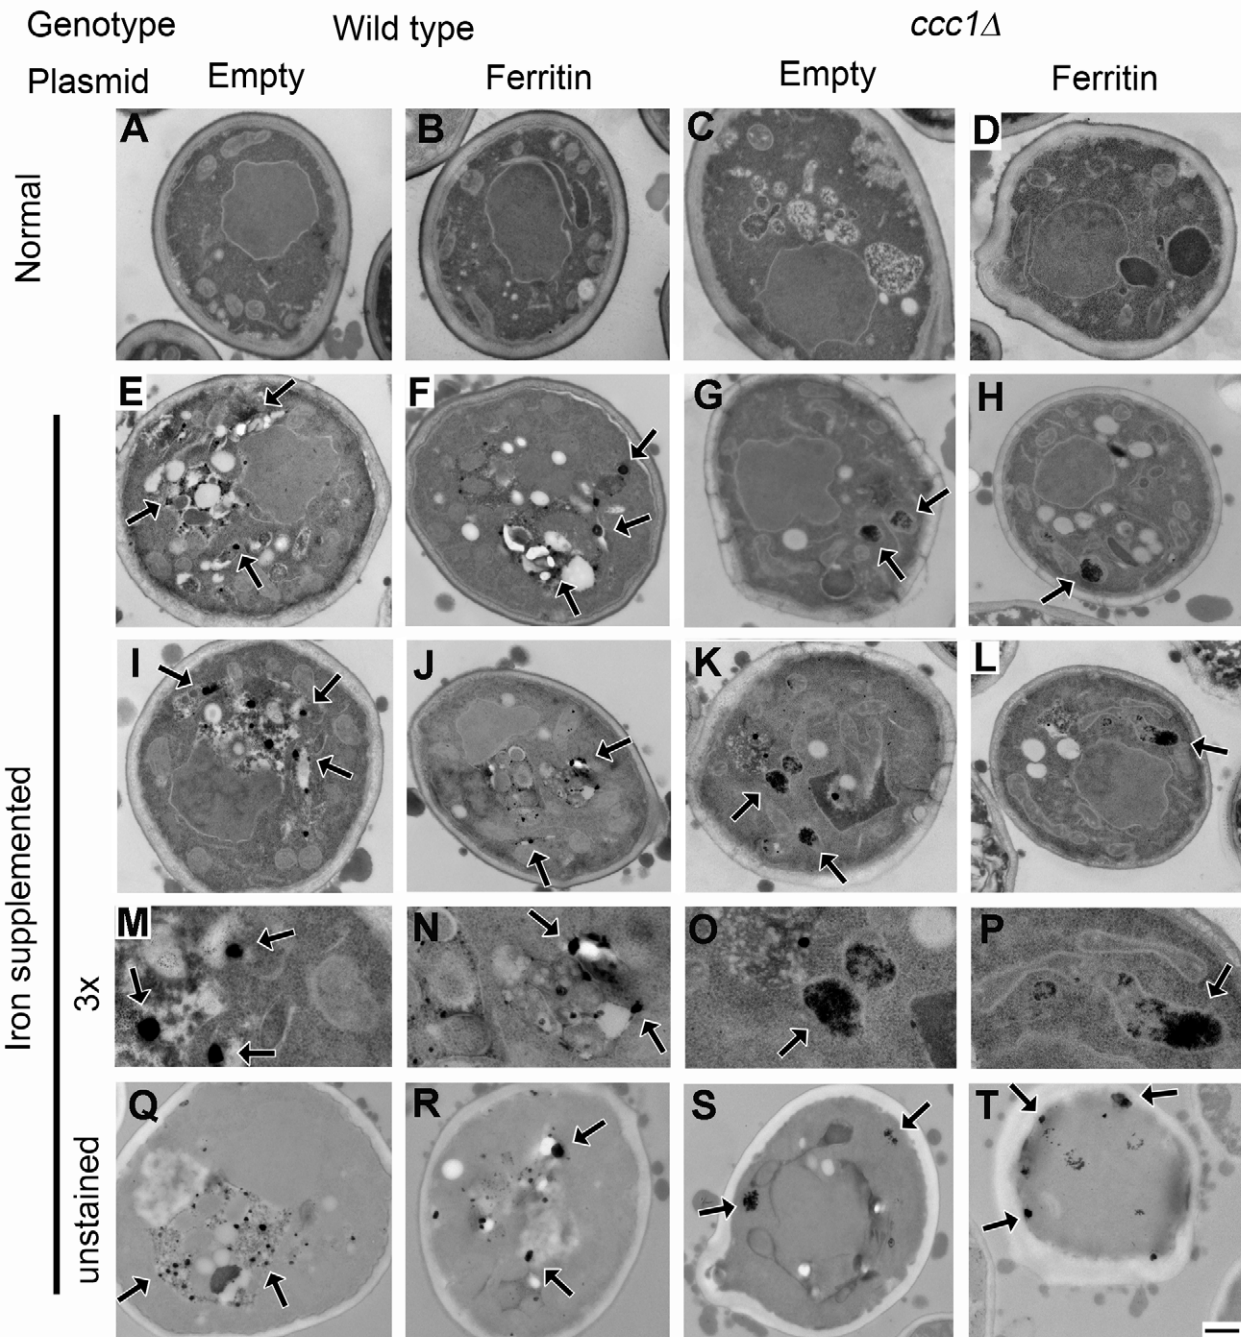 Genotype Wild type ccc1Δ
Plasmid Empty Ferritin Empty Ferritin
Normal
A B C D
Iron supplemented
E F G H
I J K L
3x
M N O P
unstained
Q R S T